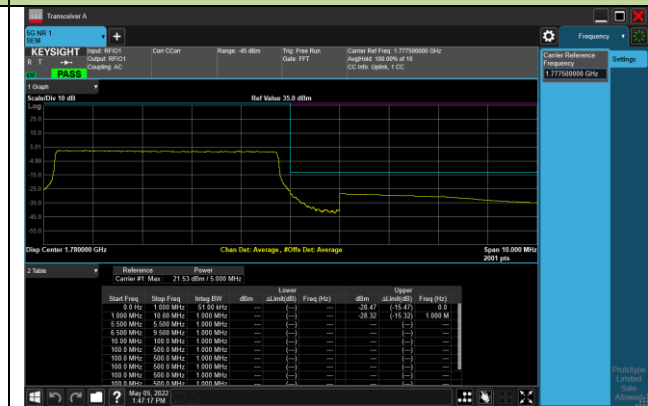 Transceiver A
5G NR 1
SEM
Frequency
KEYSIGHT
R T
PASS
Input: RFIO1
Output: RFIO1
Coupling: AC
Corr CCorr
Range: -45 dBm
Trig: Free Run
Gate: FFT
Carrier Ref Freq: 1.777500000 GHz
Avg|Hold: 100.00% of 10
CC Info: Uplink, 1 CC
Carrier Reference
Frequency
1.777500000 GHz
Settings
1 Graph
Scale/Div 10 dB
Ref Value 35.0 dBm
Log
25.0
15.0
5.01
-4.99
-15.0
-25.0
-35.0
-45.0
-55.0
Disp Center 1.780000 GHz
Chan Det: Average , #Offs Det: Average
Span 10.000 MHz
2001 pts
2 Table
Reference Power
Carrier #1 Max 21.53 dBm / 5.000 MHz
Lower Upper
Start Freq Stop Freq Integ BW dBm ΔLimit(dB) Freq (Hz) dBm ΔLimit(dB) Freq (Hz)
0.0 Hz 1.000 MHz 51.00 kHz --- (---) --- -28.47 (-15.47) 0.0
1.000 MHz 10.00 MHz 1.000 MHz --- (---) --- -28.32 (-15.32) 1.000 M
5.500 MHz 5.500 MHz 1.000 MHz --- (---) --- --- (---) ---
6.500 MHz 9.500 MHz 1.000 MHz --- (---) --- --- (---) ---
10.00 MHz 100.0 MHz 1.000 MHz --- (---) --- --- (---) ---
100.0 MHz 500.0 MHz 1.000 MHz --- (---) --- --- (---) ---
100.0 MHz 500.0 MHz 1.000 MHz --- (---) --- --- (---) ---
100.0 MHz 500.0 MHz 1.000 MHz --- (---) --- --- (---) ---
100.0 MHz 500.0 MHz 1.000 MHz --- (---) --- --- (---) ---
May 05, 2022
1:47:17 PM
Prototype
Limited
Sale
Allowed